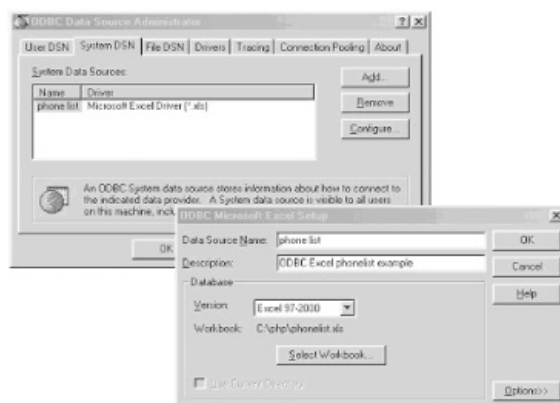 ODBC Data Source Administrator
User DSN System DSN File DSN Drivers Tracing Connection Pooling About
System Data Sources:
Name Driver
phone list Microsoft Excel Driver (*.xls)
Add...
Remove
Configure...
An ODBC System data source stores information about how to connect to
the indicated data provider. A System data source is visible to all users
on this machine, inclu
OK
ODBC Microsoft Excel Setup
Data Source Name: phone list
Description: ODBC Excel phonelist example
Database
Version: Excel 97-2000
Workbook: C:\php\phonelist.xls
Select Workbook...
Use Current Directory
OK
Cancel
Help
Options>>